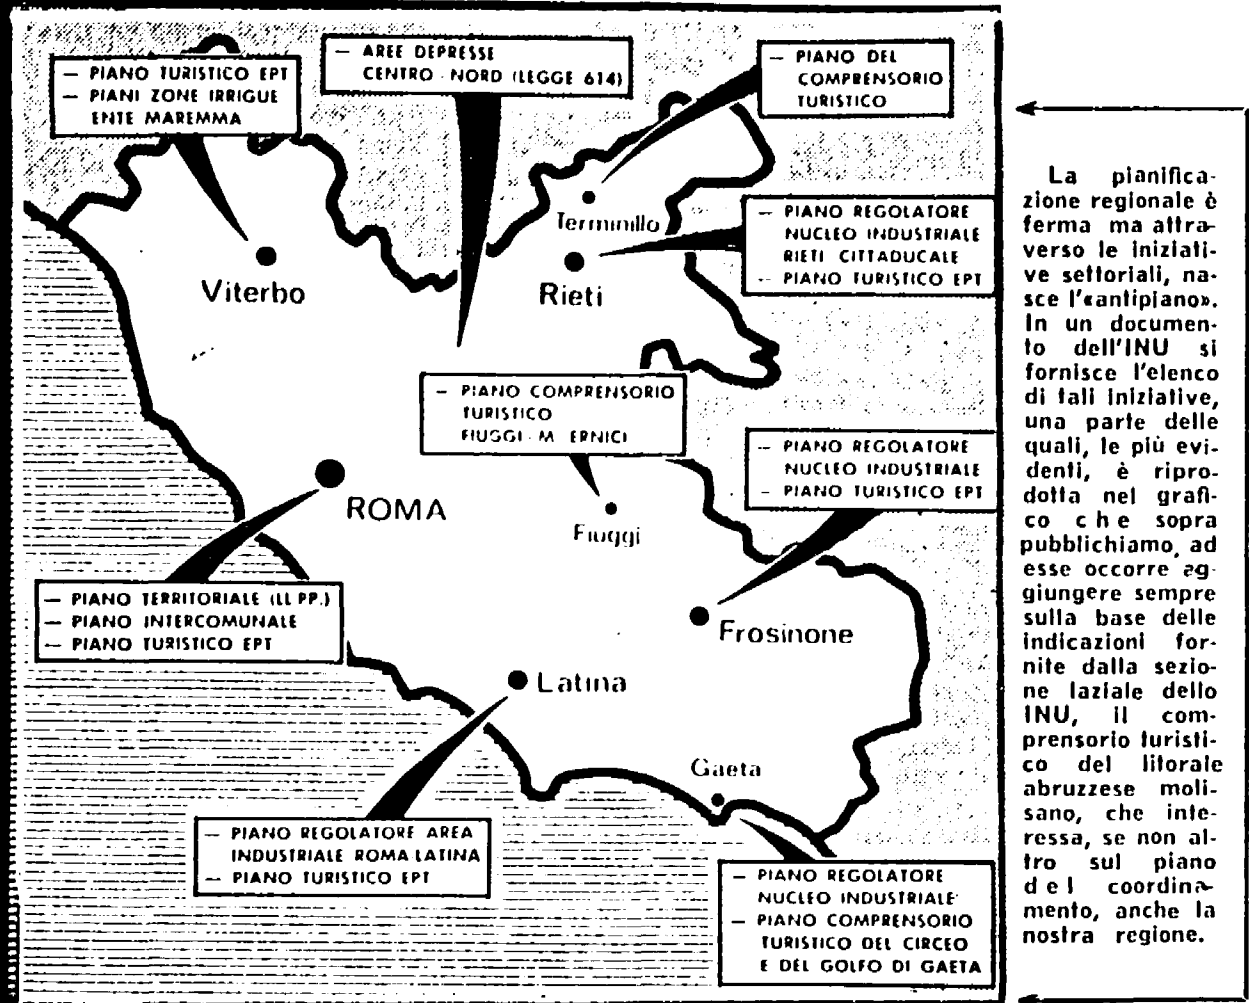 — PIANO TURISTICO EPT
— PIANI ZONE IRRIGUE
ENTE MAREMMA
— AREE DEPRESSE
CENTRO - NORD (LEGGE 614)
— PIANO DEL
COMPRENSORIO
TURISTICO
Terminillo
— PIANO REGOLATORE
NUCLEO INDUSTRIALE
RIETI CITTADUCALE
— PIANO TURISTICO EPT
Viterbo
Rieti
— PIANO COMPRENSORIO
TURISTICO
FIUGGI - M ERNICI
— PIANO REGOLATORE
NUCLEO INDUSTRIALE
— PIANO TURISTICO EPT
ROMA
Fiuggi
— PIANO TERRITORIALE (LL PP.)
— PIANO INTERCOMUNALE
— PIANO TURISTICO EPT
Frosinone
Latina
Gaeta
— PIANO REGOLATORE AREA
INDUSTRIALE ROMA LATINA
— PIANO TURISTICO EPT
— PIANO REGOLATORE
NUCLEO INDUSTRIALE
— PIANO COMPRENSORIO
TURISTICO DEL CIRCEO
E DEL GOLFO DI GAETA
La pianifica-
zione regionale è
ferma ma attra-
verso le iniziati-
ve settoriali, na-
sce l'«antipiano».
In un documen-
to dell'INU si
fornisce l'elenco
di tali iniziative,
una parte delle
quali, le più evi-
denti, è ripro-
dotta nel grafi-
co che sopra
pubblichiamo, ad
esse occorre ag-
giungere sempre
sulla base delle
indicazioni for-
nite dalla sezio-
ne laziale dello
INU, il com-
prensorio turisti-
co del litorale
abruzzese moli-
sano, che inte-
ressa, se non al-
tro sul piano
del coordina-
mento, anche la
nostra regione.